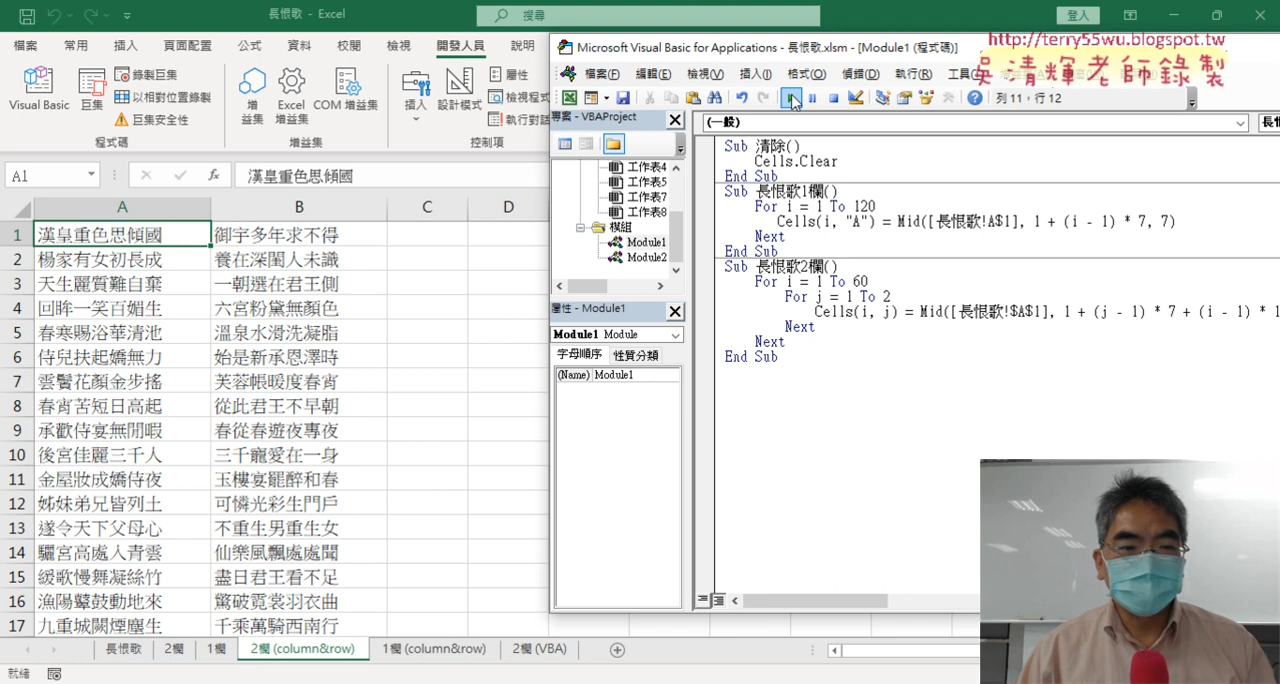 長恨歌 - Excel
搜尋
登入
檔案 常用 插入 頁面配置 公式 資料 校閱 檢視 開發人員 說明
Visual Basic
巨集
錄製巨集
以相對位置錄製
巨集安全性
程式碼
增益集
Excel 增益集
COM 增益集
增益集
插入
設計模式
屬性
檢視程式
執行對話
控制項
A1
漢皇重色思傾國
A B C D
1 漢皇重色思傾國 御宇多年求不得
2 楊家有女初長成 養在深閨人未識
3 天生麗質難自棄 一朝選在君王側
4 回眸一笑百媚生 六宮粉黛無顏色
5 春寒賜浴華清池 溫泉水滑洗凝脂
6 侍兒扶起嬌無力 始是新承恩澤時
7 雲鬢花顏金步搖 芙蓉帳暖度春宵
8 春宵苦短日高起 從此君王不早朝
9 承歡侍宴無閒暇 春從春遊夜專夜
10 後宮佳麗三千人 三千寵愛在一身
11 金屋妝成嬌侍夜 玉樓宴罷醉和春
12 姊妹弟兄皆列土 可憐光彩生門戶
13 遂令天下父母心 不重生男重生女
14 驪宮高處入青雲 仙樂風飄處處聞
15 緩歌慢舞凝絲竹 盡日君王看不足
16 漁陽鼙鼓動地來 驚破霓裳羽衣曲
17 九重城闕煙塵生 千乘萬騎西南行
長恨歌 2欄 1欄 2欄 (column&row) 1欄 (column&row) 2欄 (VBA)
就緒
Microsoft Visual Basic for Applications - 長恨歌.xlsm - [Module1 (程式碼)]
http://terry55wu.blogspot.tw
吳清輝老師錄製
檔案(F) 編輯(E) 檢視(V) 插入(I) 格式(O) 偵錯(D) 執行(R) 工具
列 11，行 12
專案 - VBAProject
工作表4
工作表5
工作表7
工作表8
模組
Module1
Module2
屬性 - Module1
Module1 Module
字母順序 性質分類
(Name) Module1
(一般)
長恨
Sub 清除()
Cells.Clear
End Sub
Sub 長恨歌1欄()
For i = 1 To 120
Cells(i, "A") = Mid([長恨歌!A$1], 1 + (i - 1) * 7, 7)
Next
End Sub
Sub 長恨歌2欄()
For i = 1 To 60
For j = 1 To 2
Cells(i, j) = Mid([長恨歌!$A$1], 1 + (j - 1) * 7 + (i - 1) * 1
Next
Next
End Sub